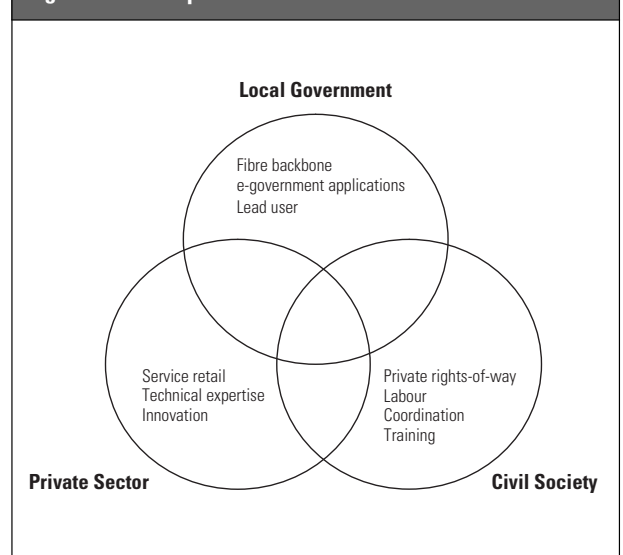 Local Government
Fibre backbone
e-government applications
Lead user
Service retail
Technical expertise
Innovation
Private rights-of-way
Labour
Coordination
Training
Private Sector
Civil Society